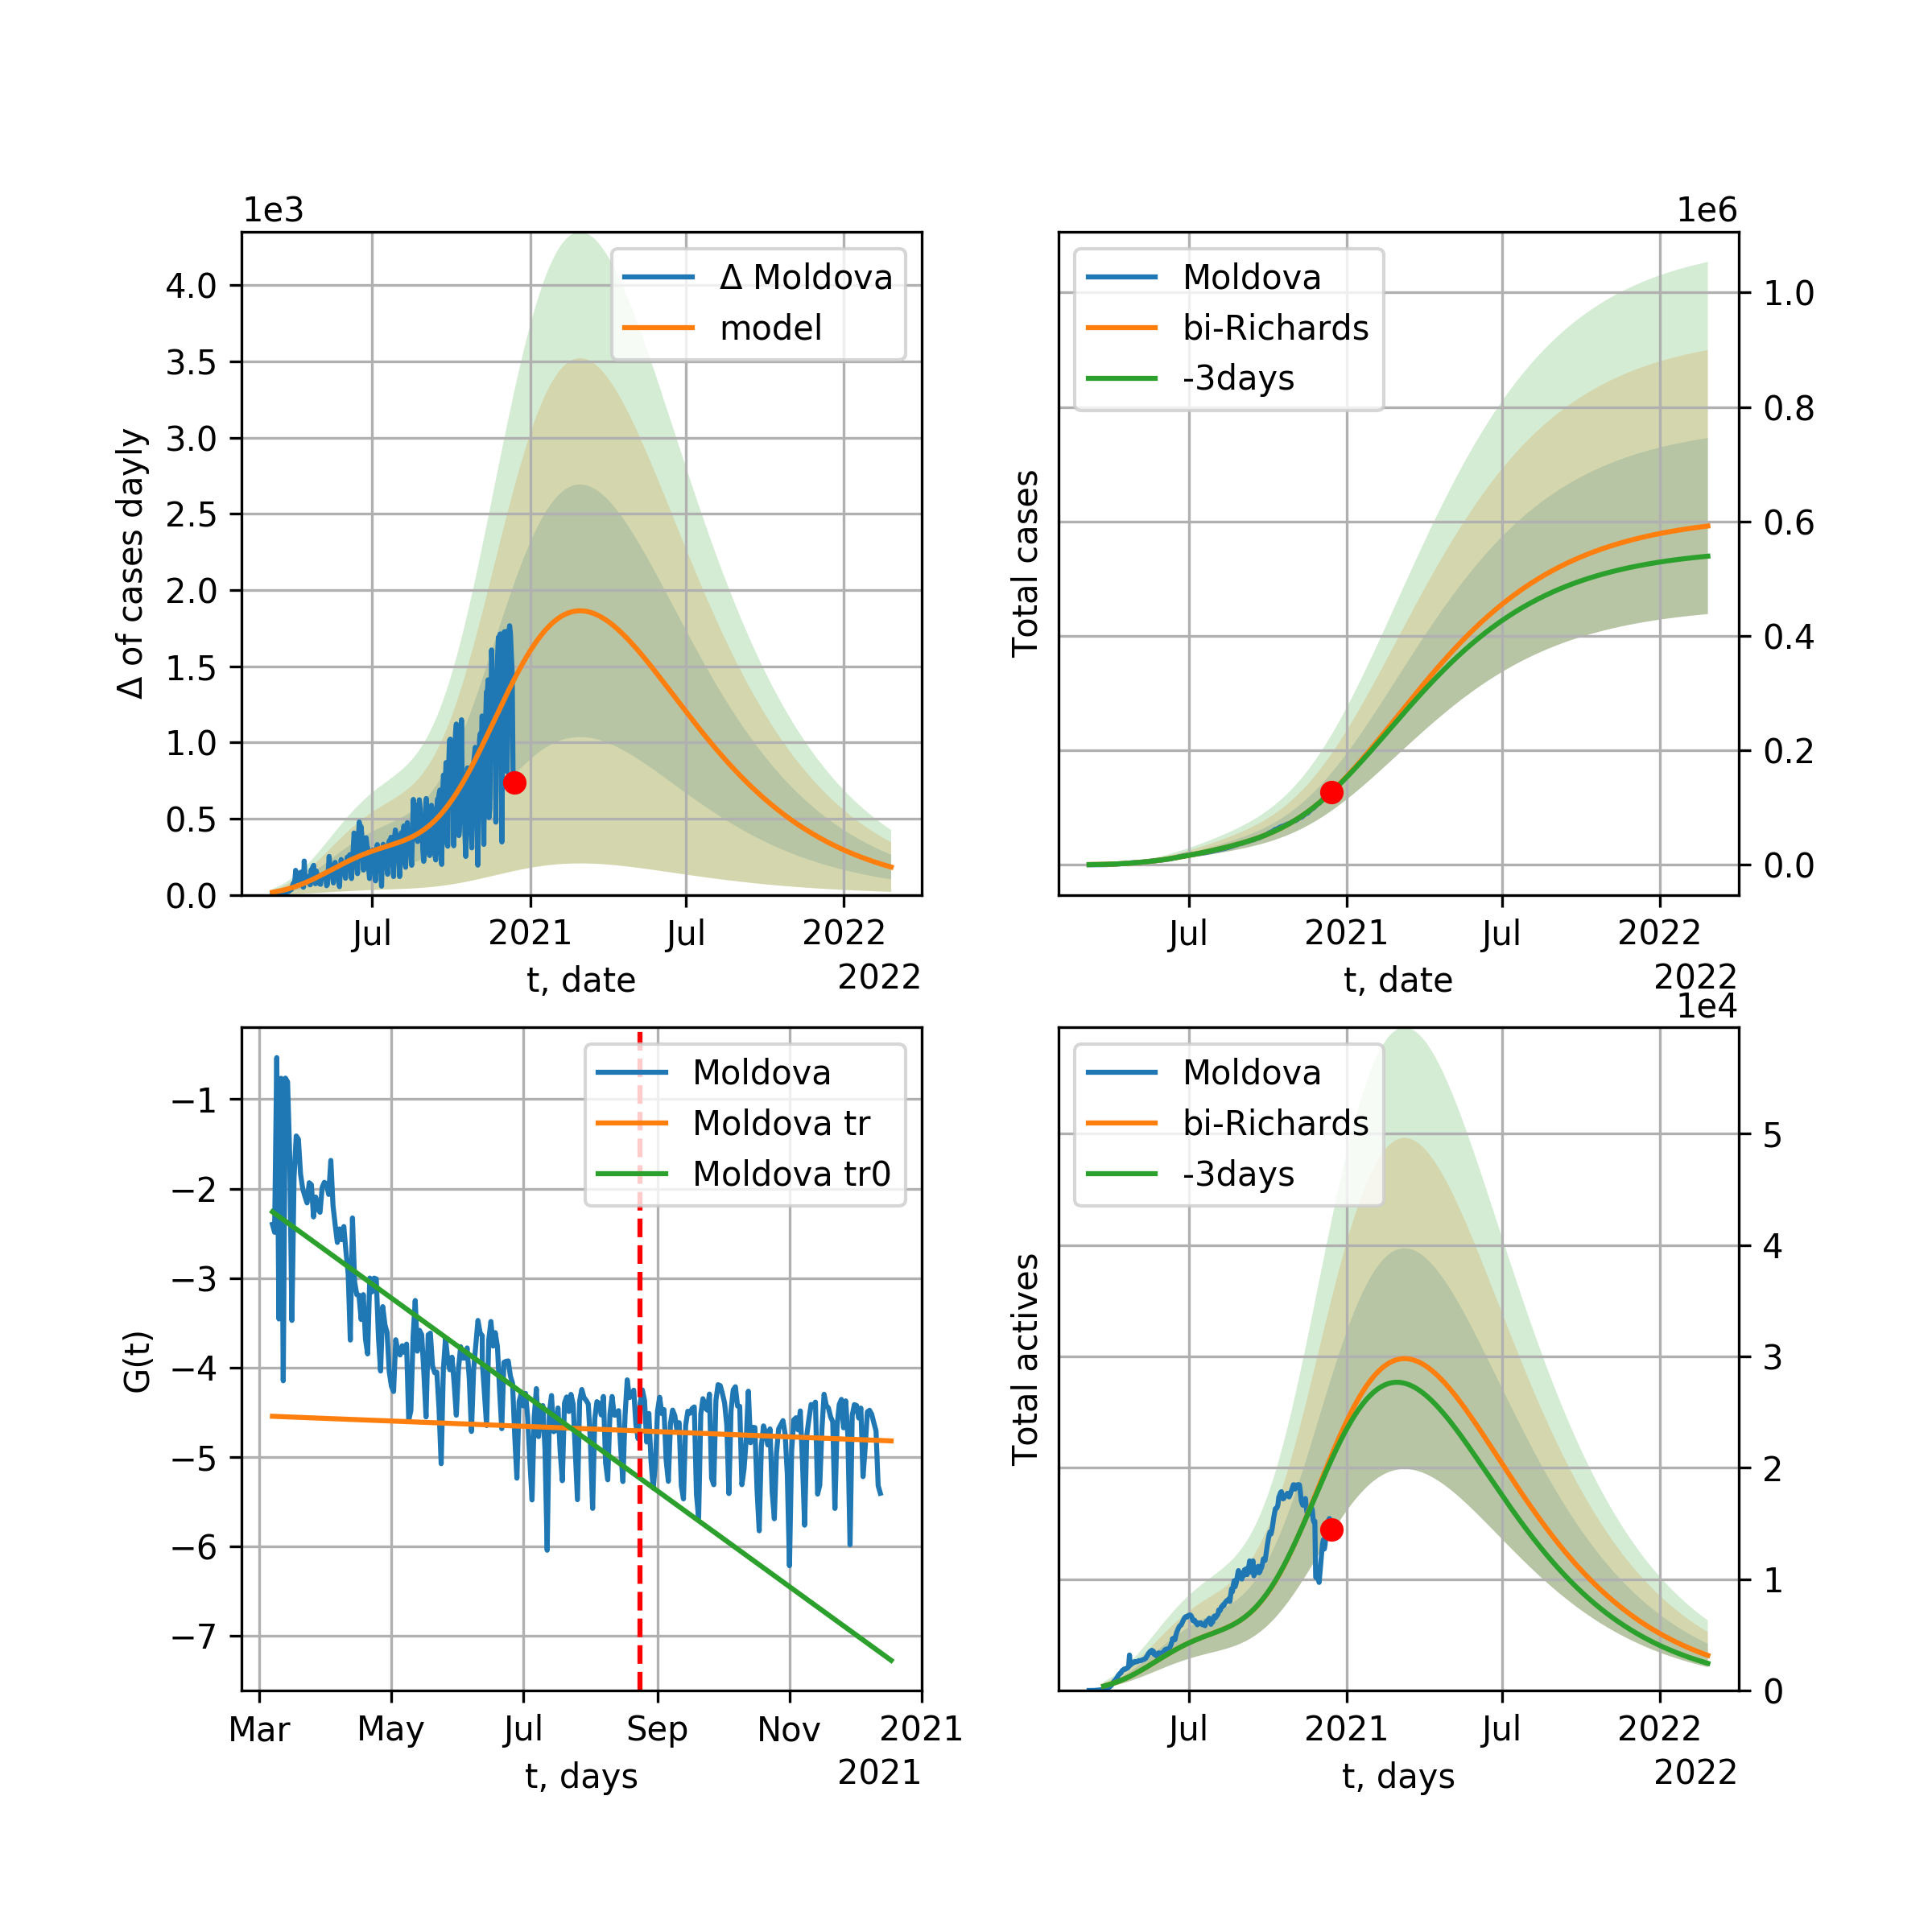 1e3
Δ of cases dayly
4.0
3.5
3.0
2.5
2.0
1.5
1.0
0.5
0.0
Δ Moldova
model
Jul
2021
Jul
2022
t, date
2022
1e6
Total cases
Moldova
bi-Richards
-3days
1.0
0.8
0.6
0.4
0.2
0.0
Jul
2021
Jul
2022
t, date
2022
G(t)
−1
−2
−3
−4
−5
−6
−7
Moldova
Moldova tr
Moldova tr0
Mar
May
Jul
Sep
Nov
2021
t, days
2021
1e4
Total actives
Moldova
bi-Richards
-3days
5
4
3
2
1
0
Jul
2021
Jul
2022
t, days
2022